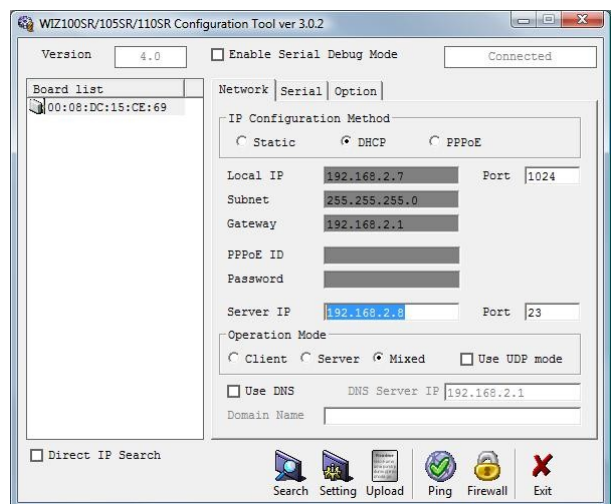 WIZ100SR/105SR/110SR Configuration Tool ver 3.0.2
Version 4.0 Enable Serial Debug Mode Connected
Board list
00:08:DC:15:CE:69
Network Serial Option
IP Configuration Method
Static DHCP PPPoE
Local IP 192.168.2.7 Port 1024
Subnet 255.255.255.0
Gateway 192.168.2.1
PPPoE ID
Password
Server IP 192.168.2.8 Port 23
Operation Mode
Client Server Mixed Use UDP mode
Use DNS DNS Server IP 192.168.2.1
Domain Name
Direct IP Search
Search Setting Upload Ping Firewall Exit